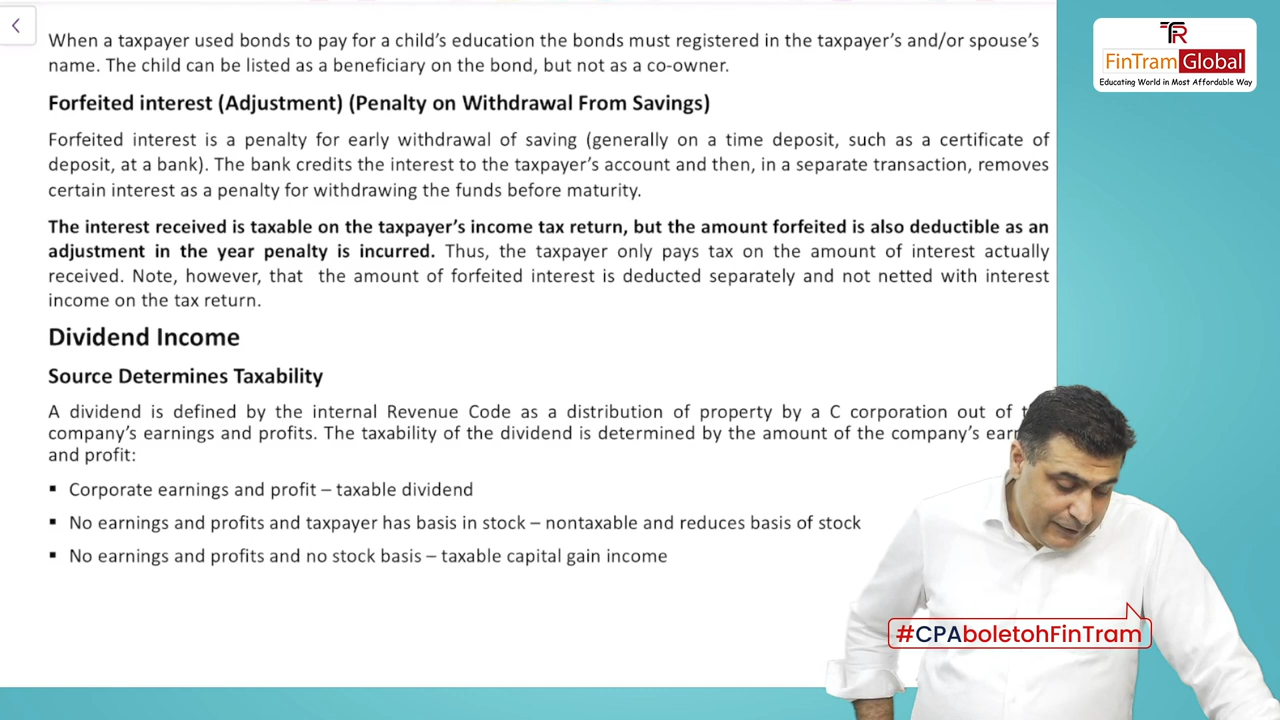 When a taxpayer used bonds to pay for a child's education the bonds must registered in the taxpayer's and/or spouse's
name. The child can be listed as a beneficiary on the bond, but not as a co-owner.
Forfeited interest (Adjustment) (Penalty on Withdrawal From Savings)
Forfeited interest is a penalty for early withdrawal of saving (generally on a time deposit, such as a certificate of
deposit, at a bank). The bank credits the interest to the taxpayer's account and then, in a separate transaction, removes
certain interest as a penalty for withdrawing the funds before maturity.
The interest received is taxable on the taxpayer's income tax return, but the amount forfeited is also deductible as an
adjustment in the year penalty is incurred. Thus, the taxpayer only pays tax on the amount of interest actually
received. Note, however, that the amount of forfeited interest is deducted separately and not netted with interest
income on the tax return.
Dividend Income
Source Determines Taxability
A dividend is defined by the internal Revenue Code as a distribution of property by a C corporation out of
company's earnings and profits. The taxability of the dividend is determined by the amount of the company's
and profit:
▪ Corporate earnings and profit – taxable dividend
▪ No earnings and profits and taxpayer has basis in stock – nontaxable and reduces basis of stock
▪ No earnings and profits and no stock basis – taxable capital gain income
FinTram Global
Educating World in Most Affordable Way
#CPAboletohFinTram